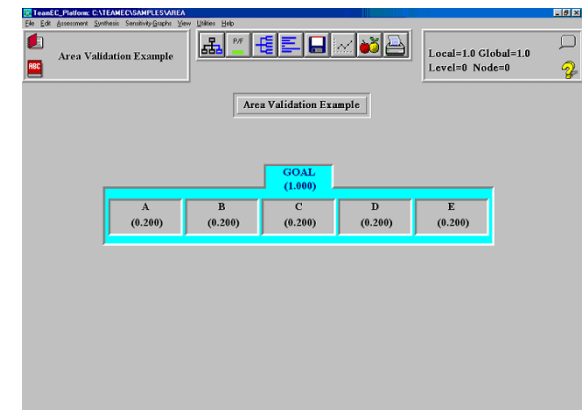 TeamEC_Platform: C:\TEAMEC\SAMPLES\AREA
File Edit Assessment Synthesis Sensitivity-Graphs View Utilities Help
ABC
Area Validation Example
P/F
Local=1.0 Global=1.0
Level=0 Node=0
Area Validation Example
GOAL
(1.000)
A B C D E
(0.200) (0.200) (0.200) (0.200) (0.200)